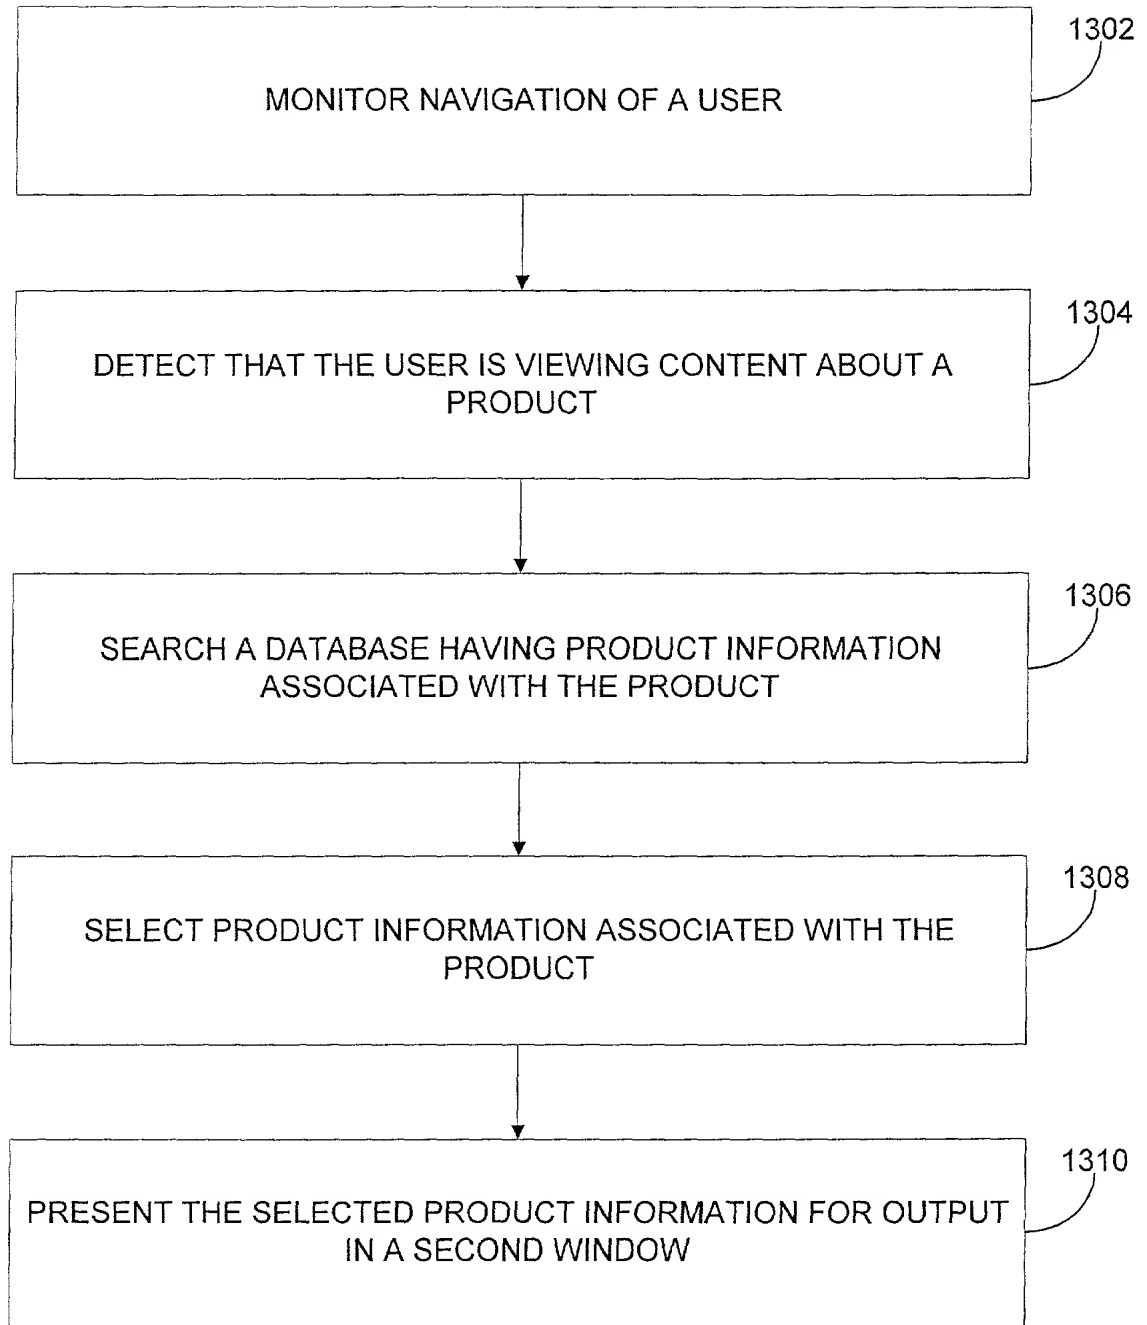 1302
MONITOR NAVIGATION OF A USER
1304
DETECT THAT THE USER IS VIEWING CONTENT ABOUT A
PRODUCT
1306
SEARCH A DATABASE HAVING PRODUCT INFORMATION
ASSOCIATED WITH THE PRODUCT
1308
SELECT PRODUCT INFORMATION ASSOCIATED WITH THE
PRODUCT
1310
PRESENT THE SELECTED PRODUCT INFORMATION FOR OUTPUT
IN A SECOND WINDOW